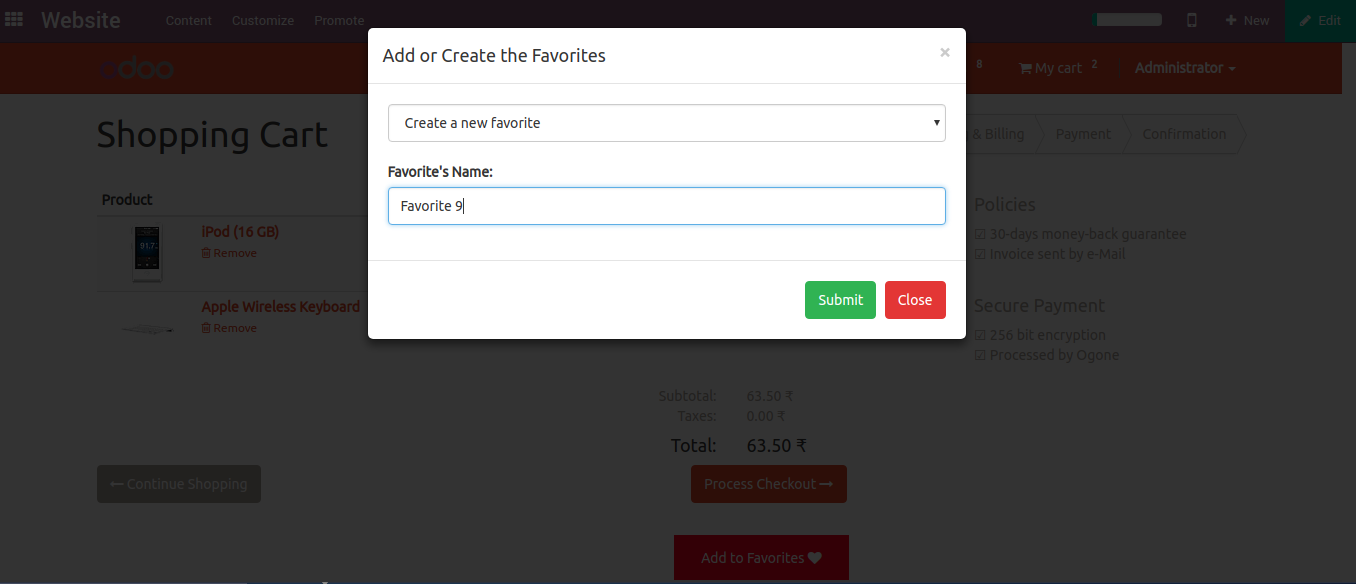 Website
Content Customize Promote
New Edit
odoo
8 My cart 2 Administrator
Add or Create the Favorites ×
Create a new favorite
Favorite's Name:
Favorite 9
Submit Close
Shopping Cart
& Billing Payment Confirmation
Product
iPod (16 GB)
Remove
Apple Wireless Keyboard
Remove
Policies
30-days money-back guarantee
Invoice sent by e-Mail
Secure Payment
256 bit encryption
Processed by Ogone
Subtotal: 63.50 ₹
Taxes: 0.00 ₹
Total: 63.50 ₹
Continue Shopping
Process Checkout
Add to Favorites